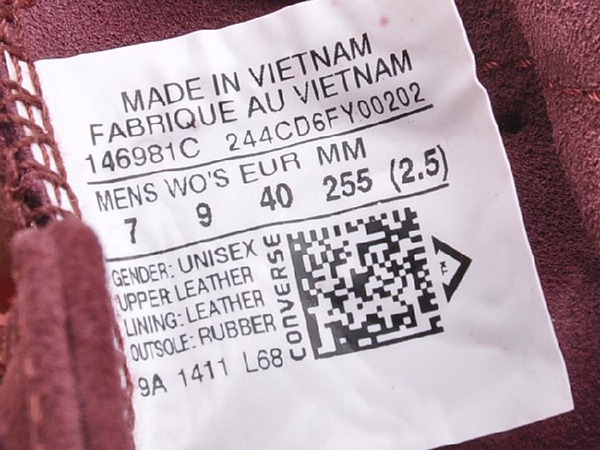 MADE IN VIETNAM
FABRIQUE AU VIETNAM
146981C 244CD6FY00202
MENS WO'S EUR MM
7 9 40 255 (2.5)
GENDER: UNISEX
UPPER: LEATHER
LINING: LEATHER
OUTSOLE: RUBBER
CONVERSE
9A 1411 L68